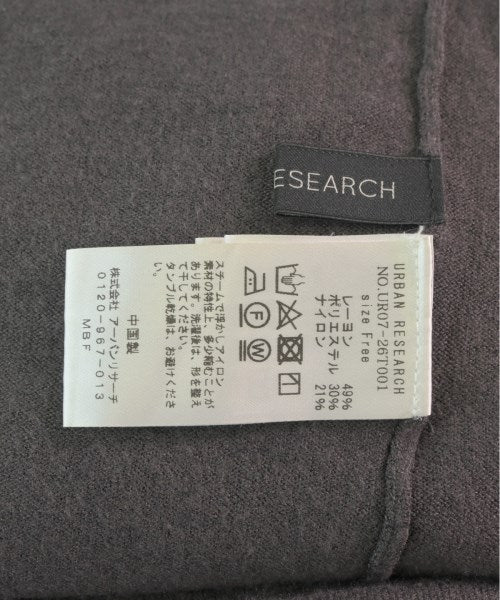 ESEARCH
URBAN RESEARCH
NO.UR07-26T001
size Free
レーヨン 49%
ポリエステル 30%
ナイロン 21%
スチームで浮かしアイロン
素材の特性上 多少縮むことが
あります。洗濯後は、形を整え
て干してください。
タンブル乾燥は、お避けくださ
い。
中国製
株式会社 アーバンリサーチ
0120-967-013
MBF